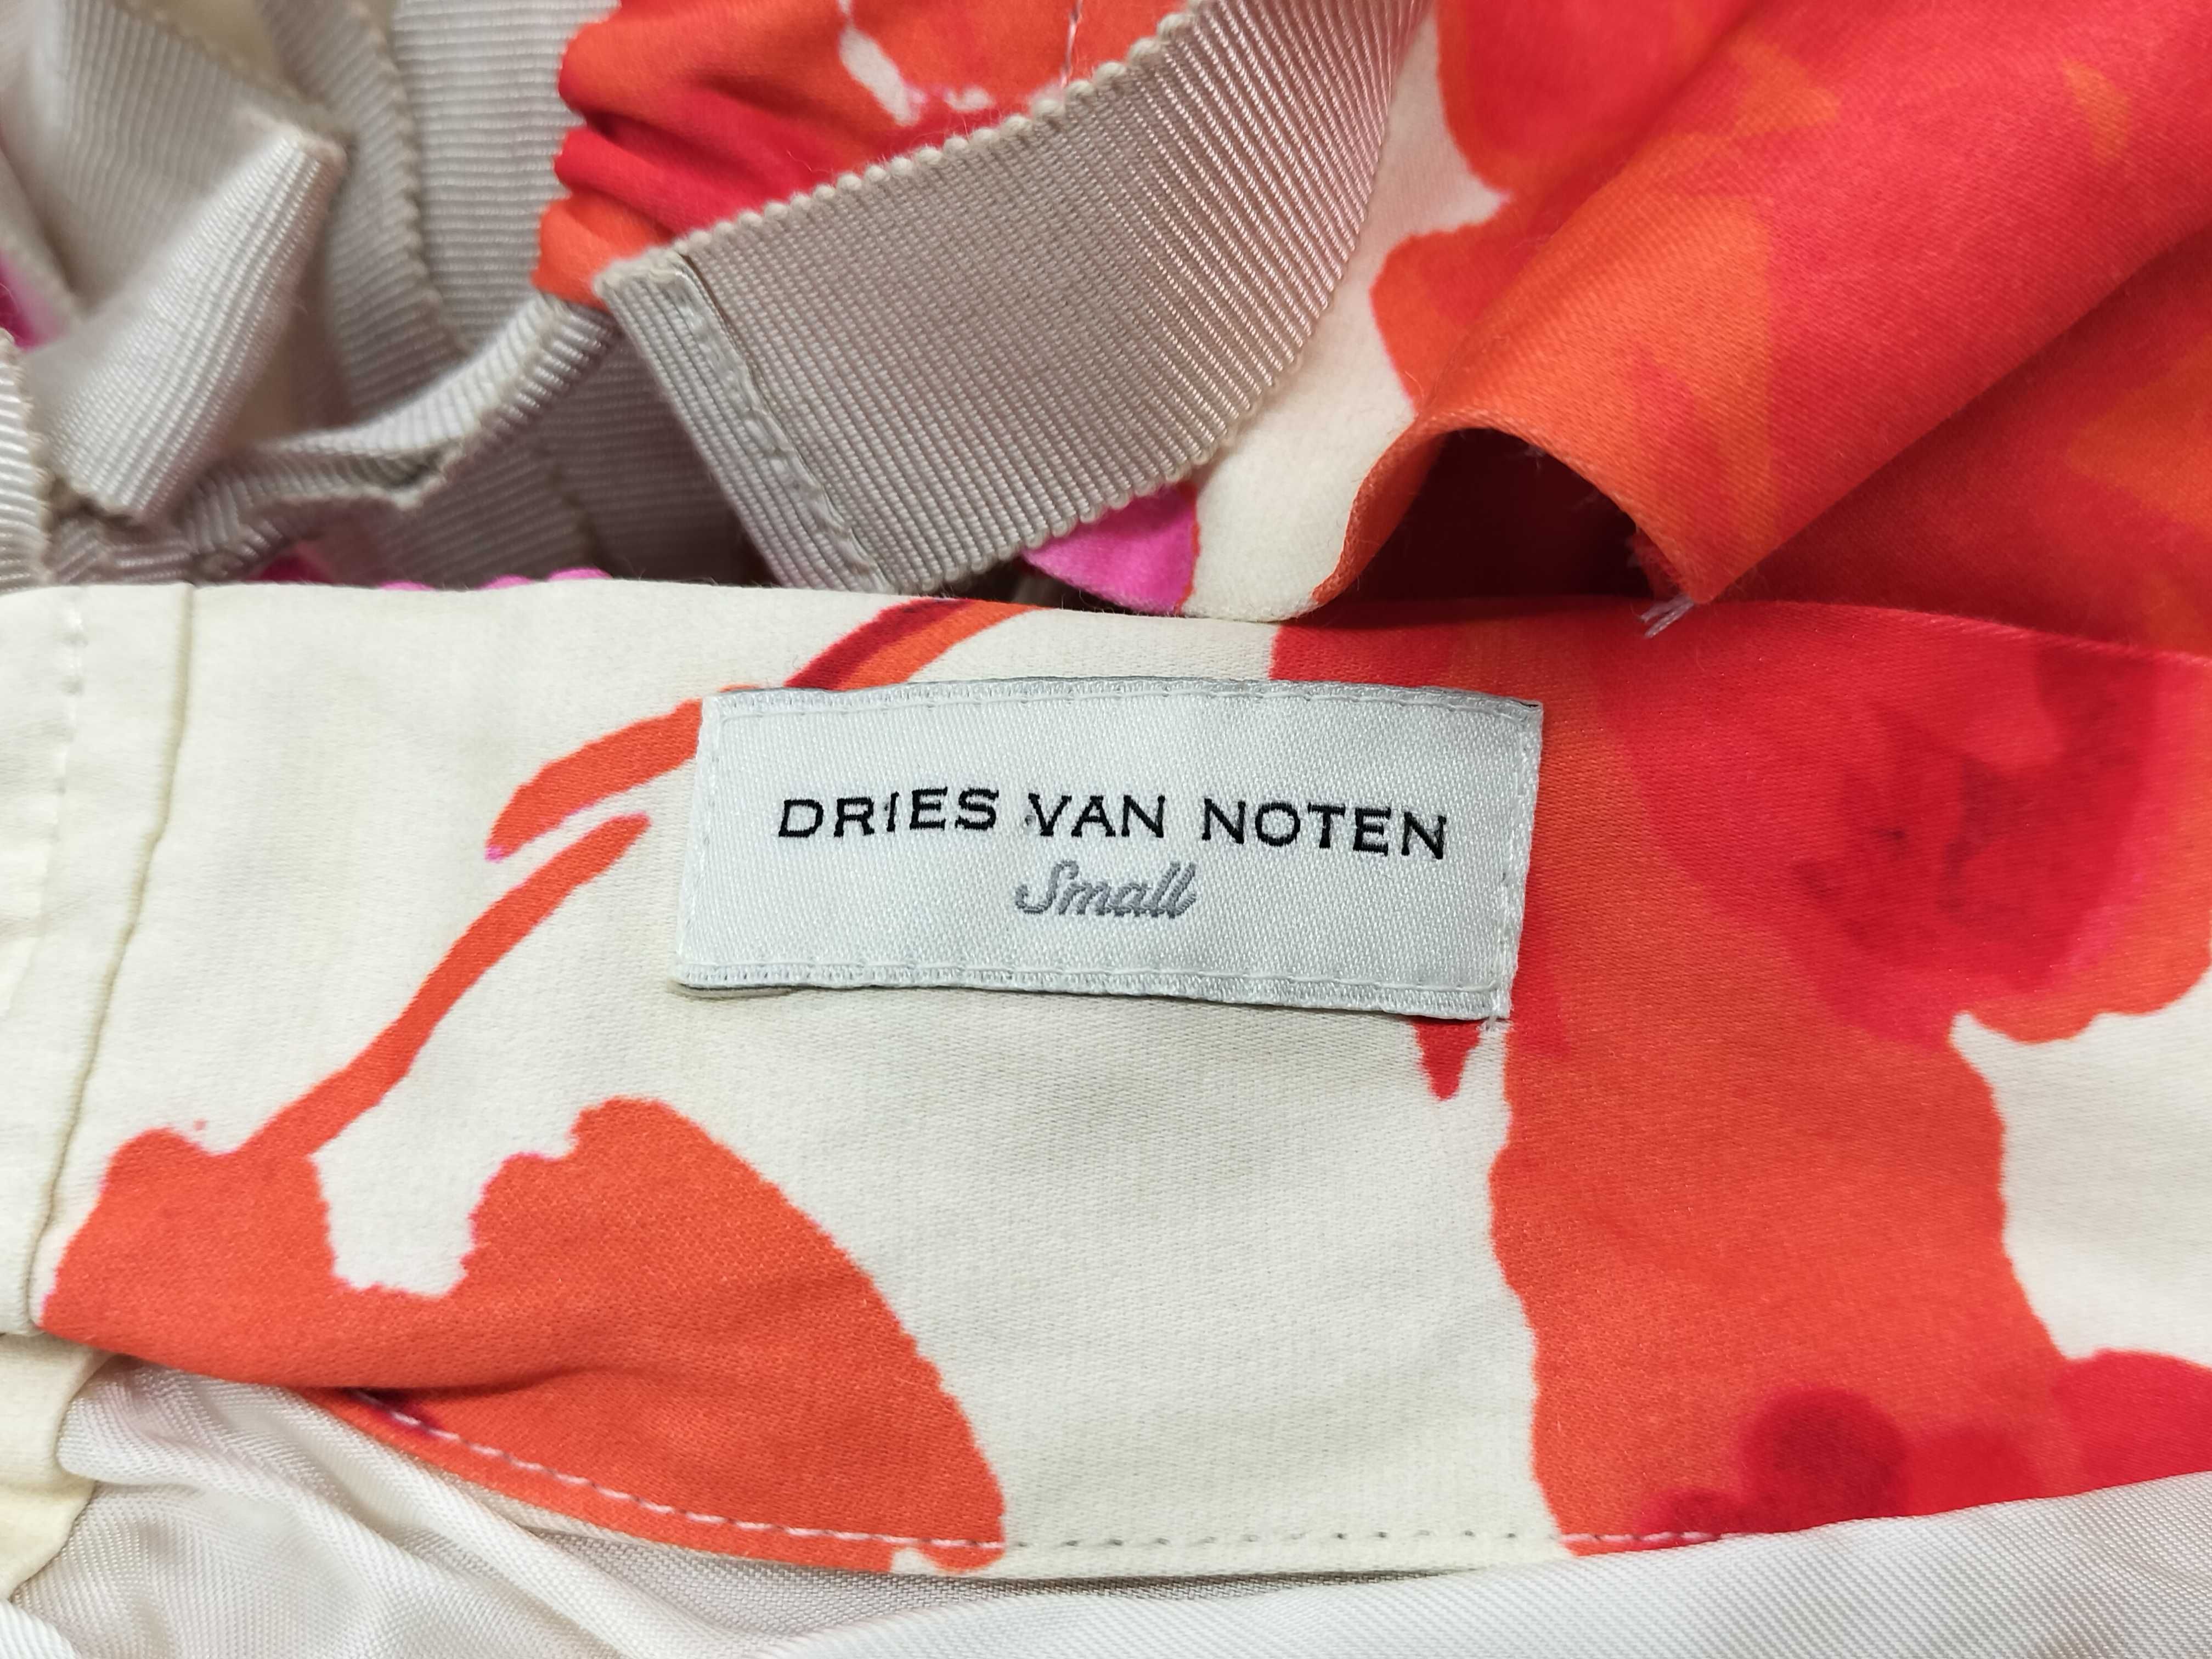 DRIES VAN NOTEN
Small